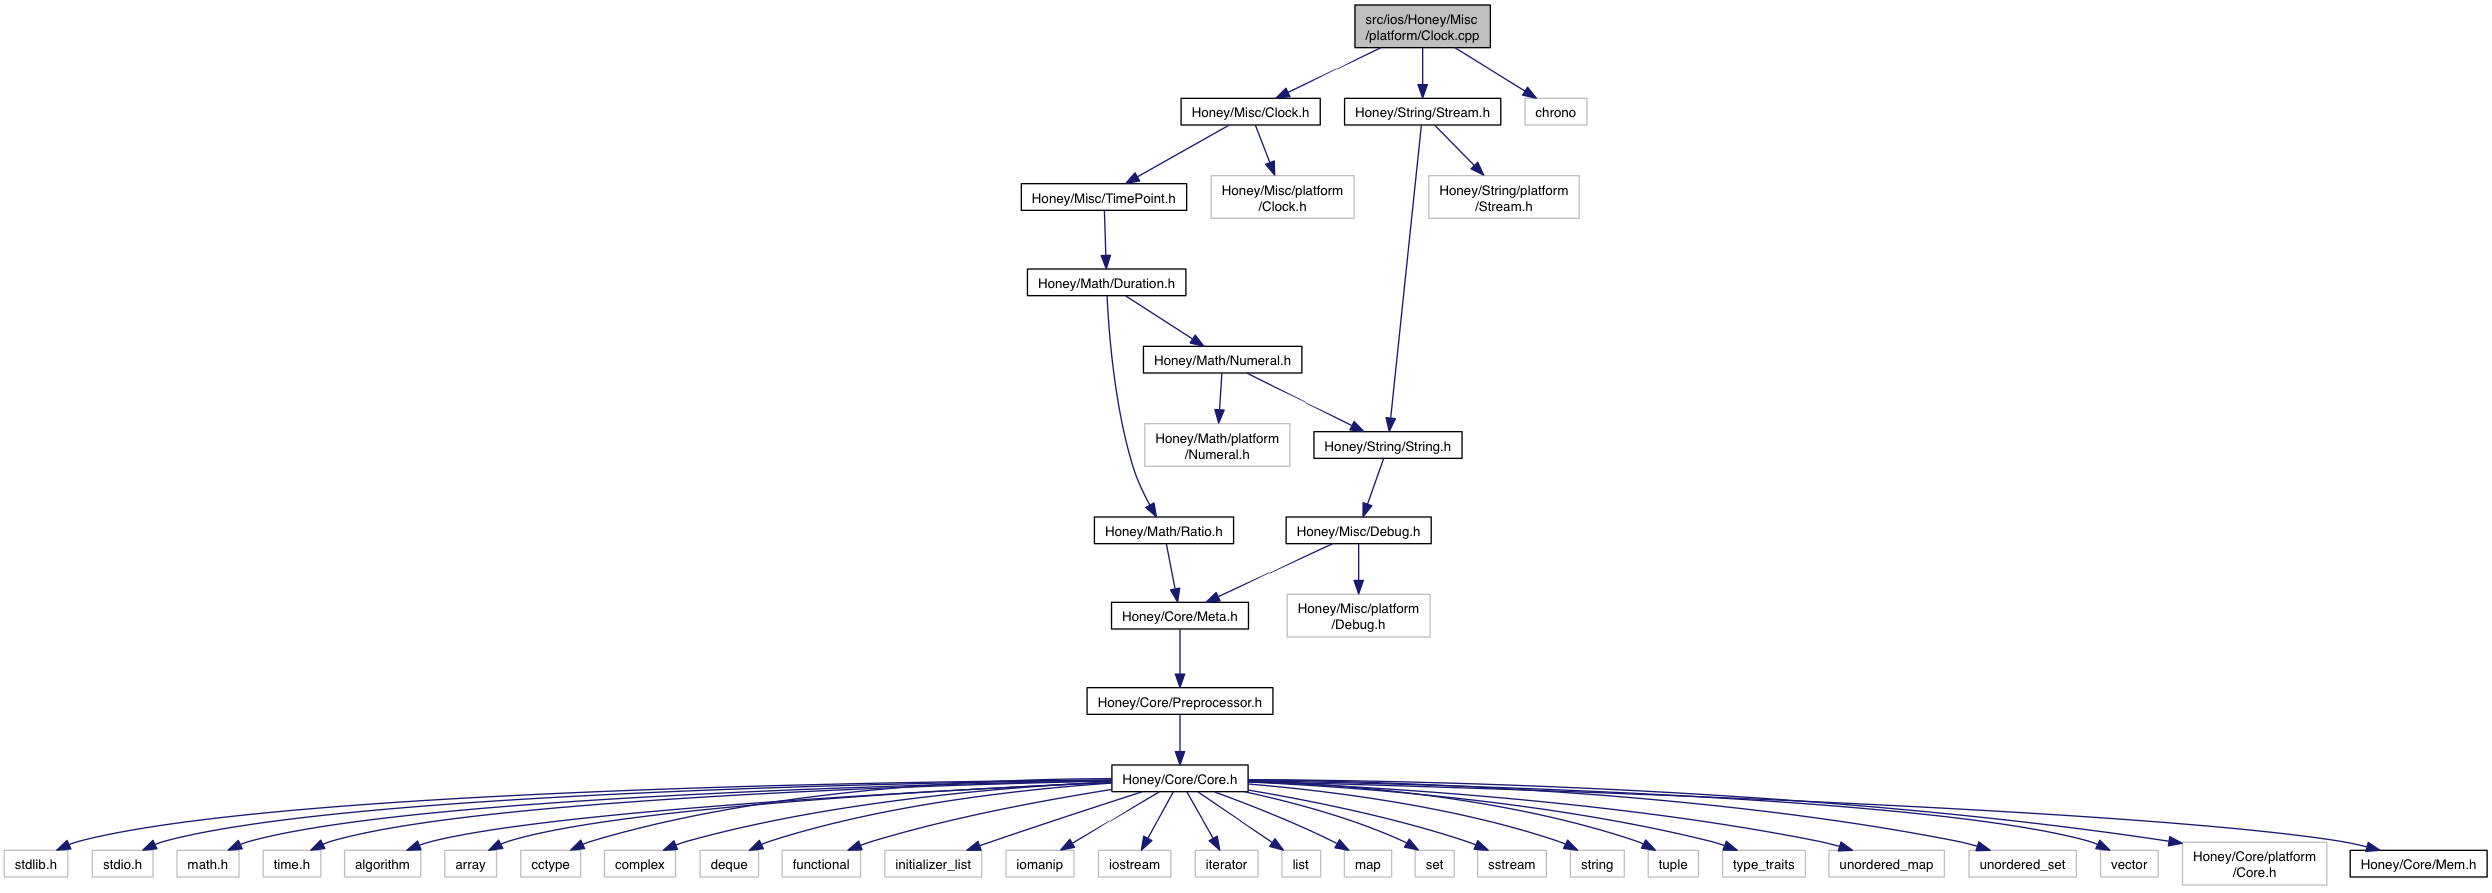 src/ios/Honey/Misc
/platform/Clock.cpp
Honey/Misc/Clock.h
Honey/String/Stream.h
chrono
Honey/Misc/TimePoint.h
Honey/Misc/platform
/Clock.h
Honey/String/platform
/Stream.h
Honey/Math/Duration.h
Honey/Math/Numeral.h
Honey/Math/platform
/Numeral.h
Honey/String/String.h
Honey/Math/Ratio.h
Honey/Misc/Debug.h
Honey/Core/Meta.h
Honey/Misc/platform
/Debug.h
Honey/Core/Preprocessor.h
Honey/Core/Core.h
stdlib.h
stdio.h
math.h
time.h
algorithm
array
cctype
complex
deque
functional
initializer_list
iomanip
iostream
iterator
list
map
set
sstream
string
tuple
type_traits
unordered_map
unordered_set
vector
Honey/Core/platform
/Core.h
Honey/Core/Mem.h